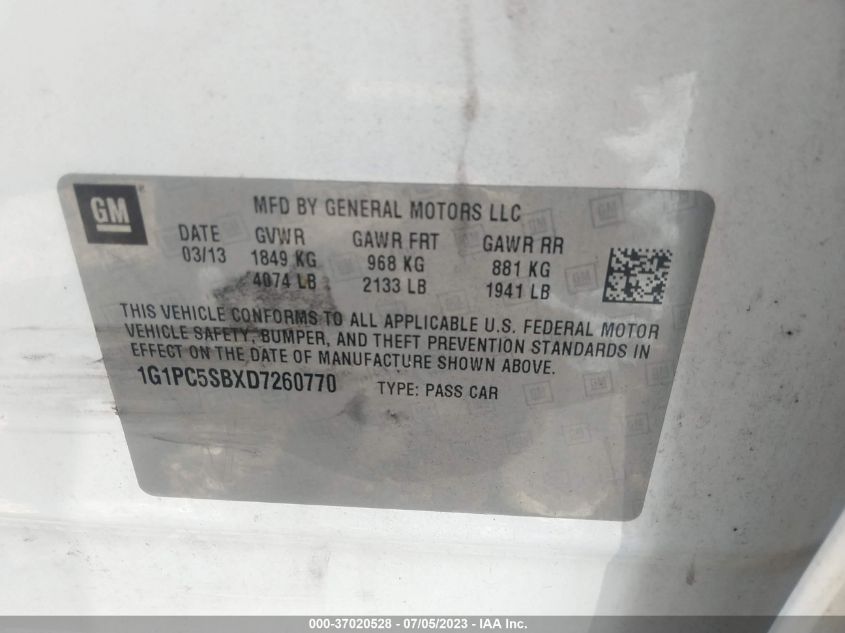 GM
MFD BY GENERAL MOTORS LLC
DATE GVWR GAWR FRT GAWR RR
03/13 1849 KG 968 KG 881 KG
4074 LB 2133 LB 1941 LB
THIS VEHICLE CONFORMS TO ALL APPLICABLE U.S. FEDERAL MOTOR
VEHICLE SAFETY, BUMPER, AND THEFT PREVENTION STANDARDS IN
EFFECT ON THE DATE OF MANUFACTURE SHOWN ABOVE.
1G1PC5SBXD7260770 TYPE: PASS CAR
000-37020528 - 07/05/2023 - IAA Inc.